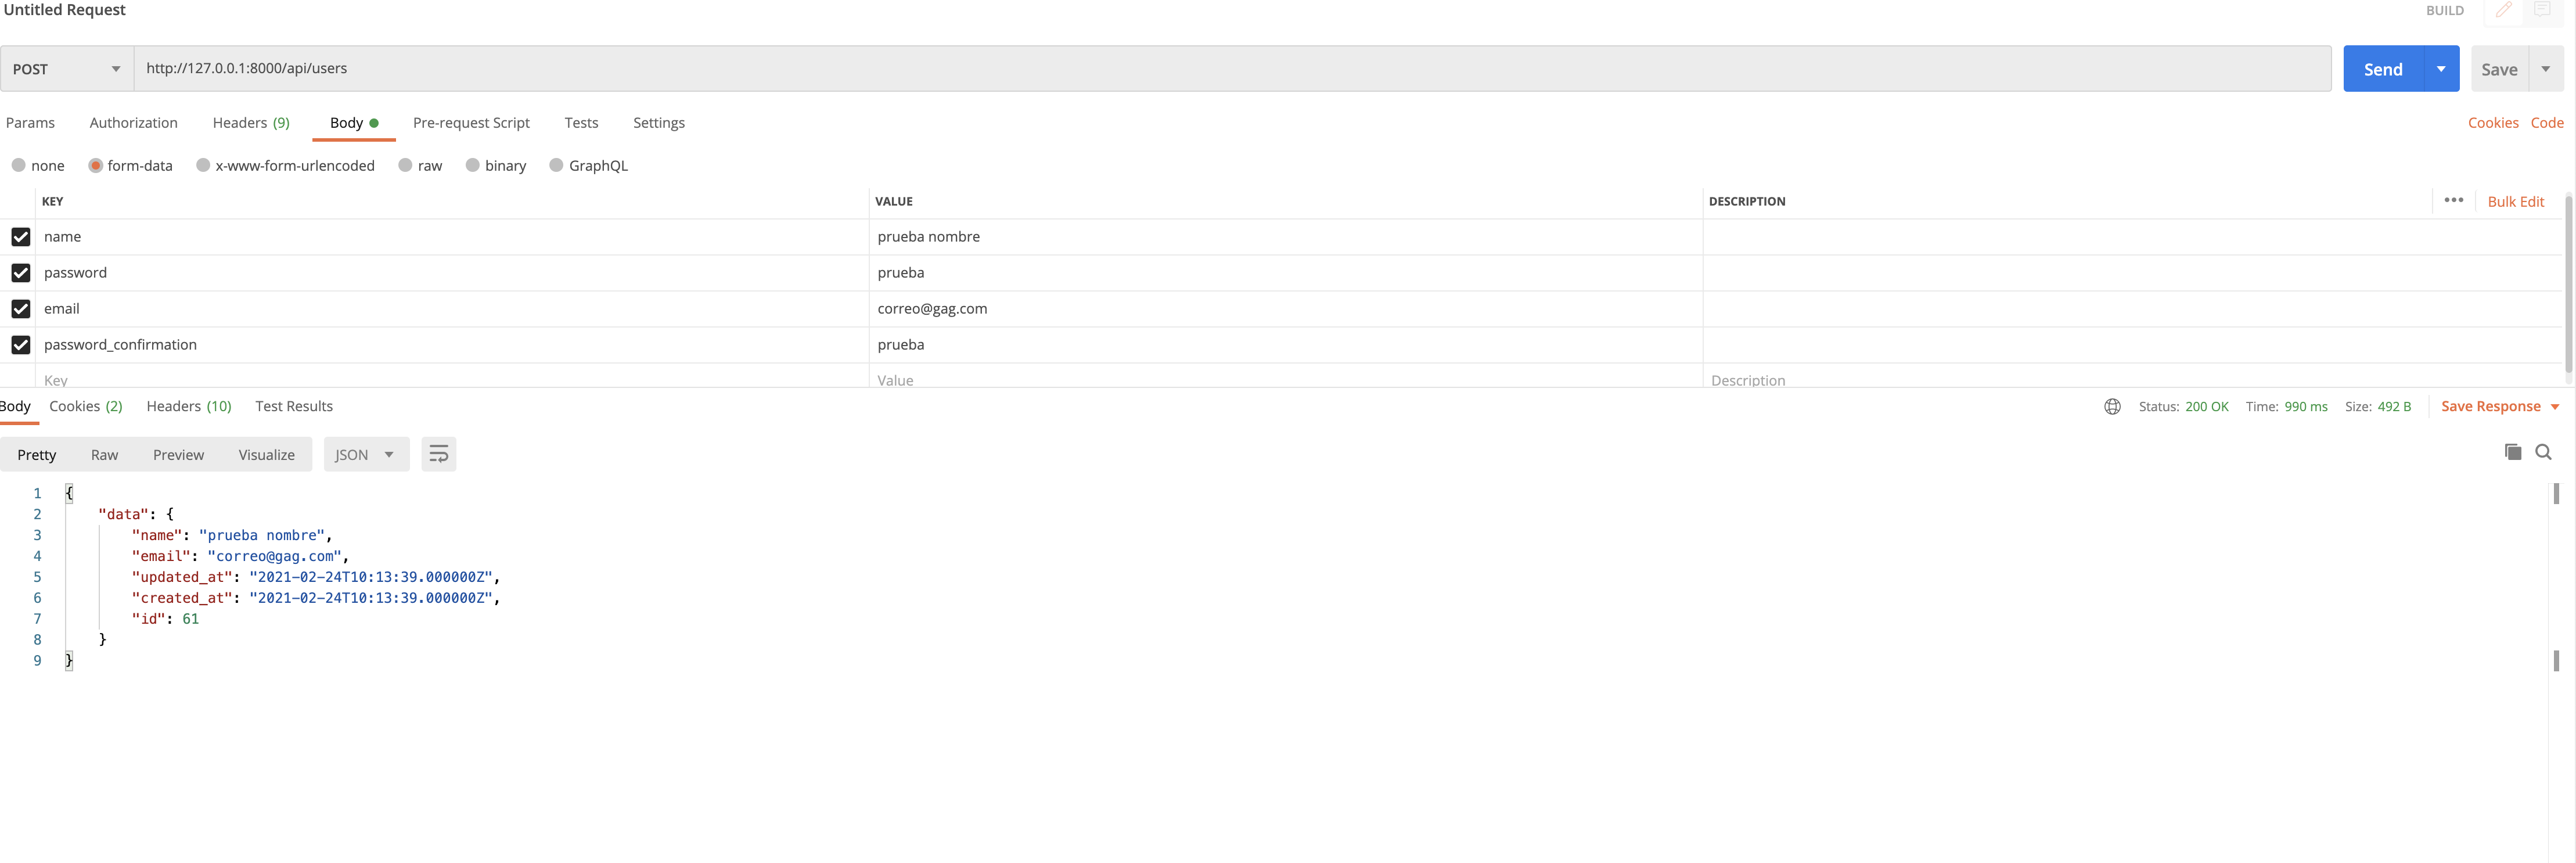 Untitled Request
BUILD
POST http://127.0.0.1:8000/api/users Send Save
Params Authorization Headers (9) Body Pre-request Script Tests Settings Cookies Code
none form-data x-www-form-urlencoded raw binary GraphQL
KEY VALUE DESCRIPTION ••• Bulk Edit
name prueba nombre
password prueba
email correo@gag.com
password_confirmation prueba
Key Value Description
Body Cookies (2) Headers (10) Test Results Status: 200 OK Time: 990 ms Size: 492 B Save Response
Pretty Raw Preview Visualize JSON
1 {
2 "data": {
3 "name": "prueba nombre",
4 "email": "correo@gag.com",
5 "updated_at": "2021-02-24T10:13:39.000000Z",
6 "created_at": "2021-02-24T10:13:39.000000Z",
7 "id": 61
8 }
9 }